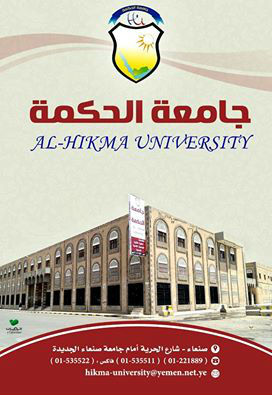 جامعة الحكمة
AL-HIKMA UNIVERSITY
صنعاء - شارع الحرية أمام جامعة صنعاء الجديدة
(01-221889) (01-535511) فاكس : (01-535522)
hikma-university@yemen.net.ye